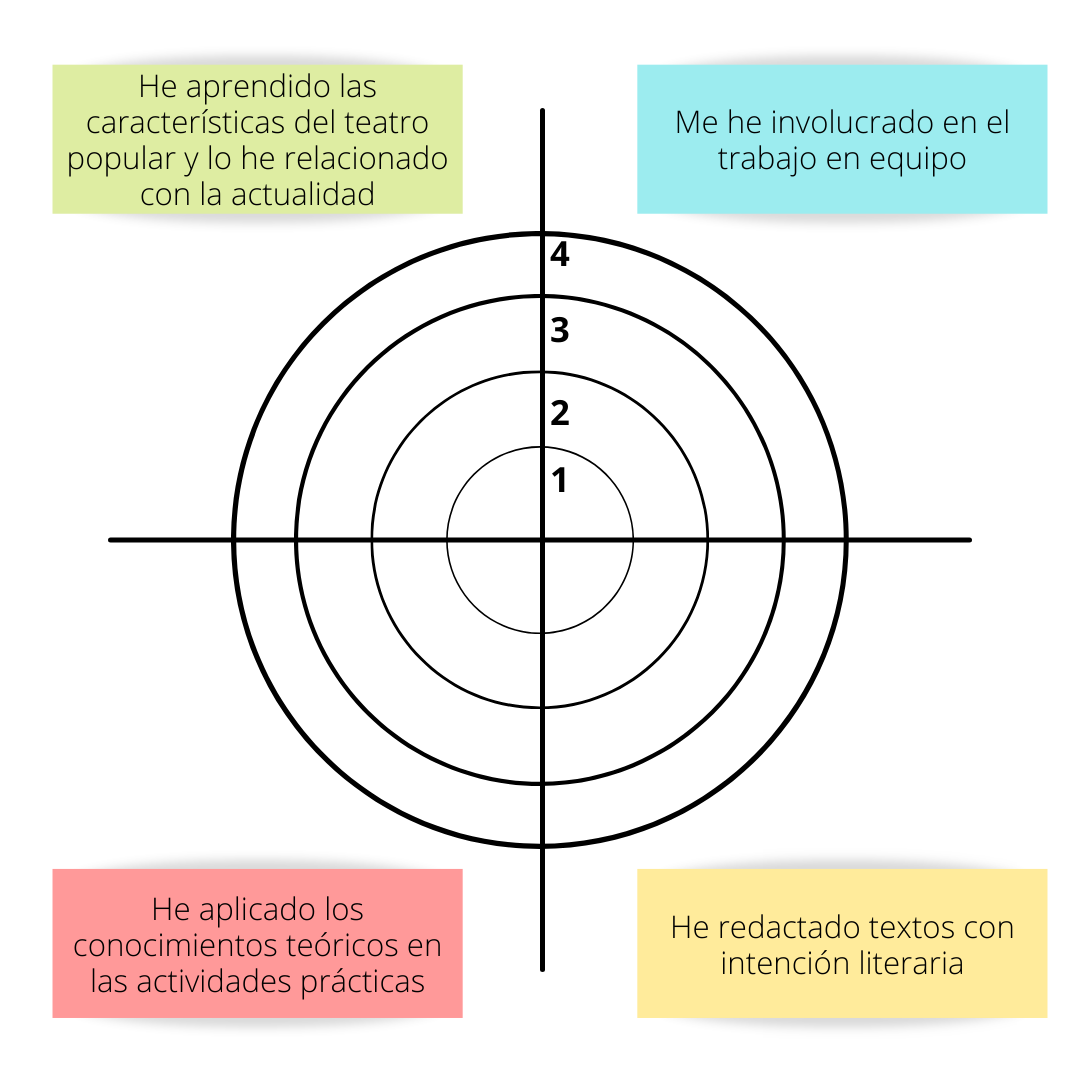 He aprendido las
características del teatro
popular y lo he relacionado
con la actualidad
Me he involucrado en el
trabajo en equipo
4
3
2
1
He aplicado los
conocimientos teóricos en
las actividades prácticas
He redactado textos con
intención literaria